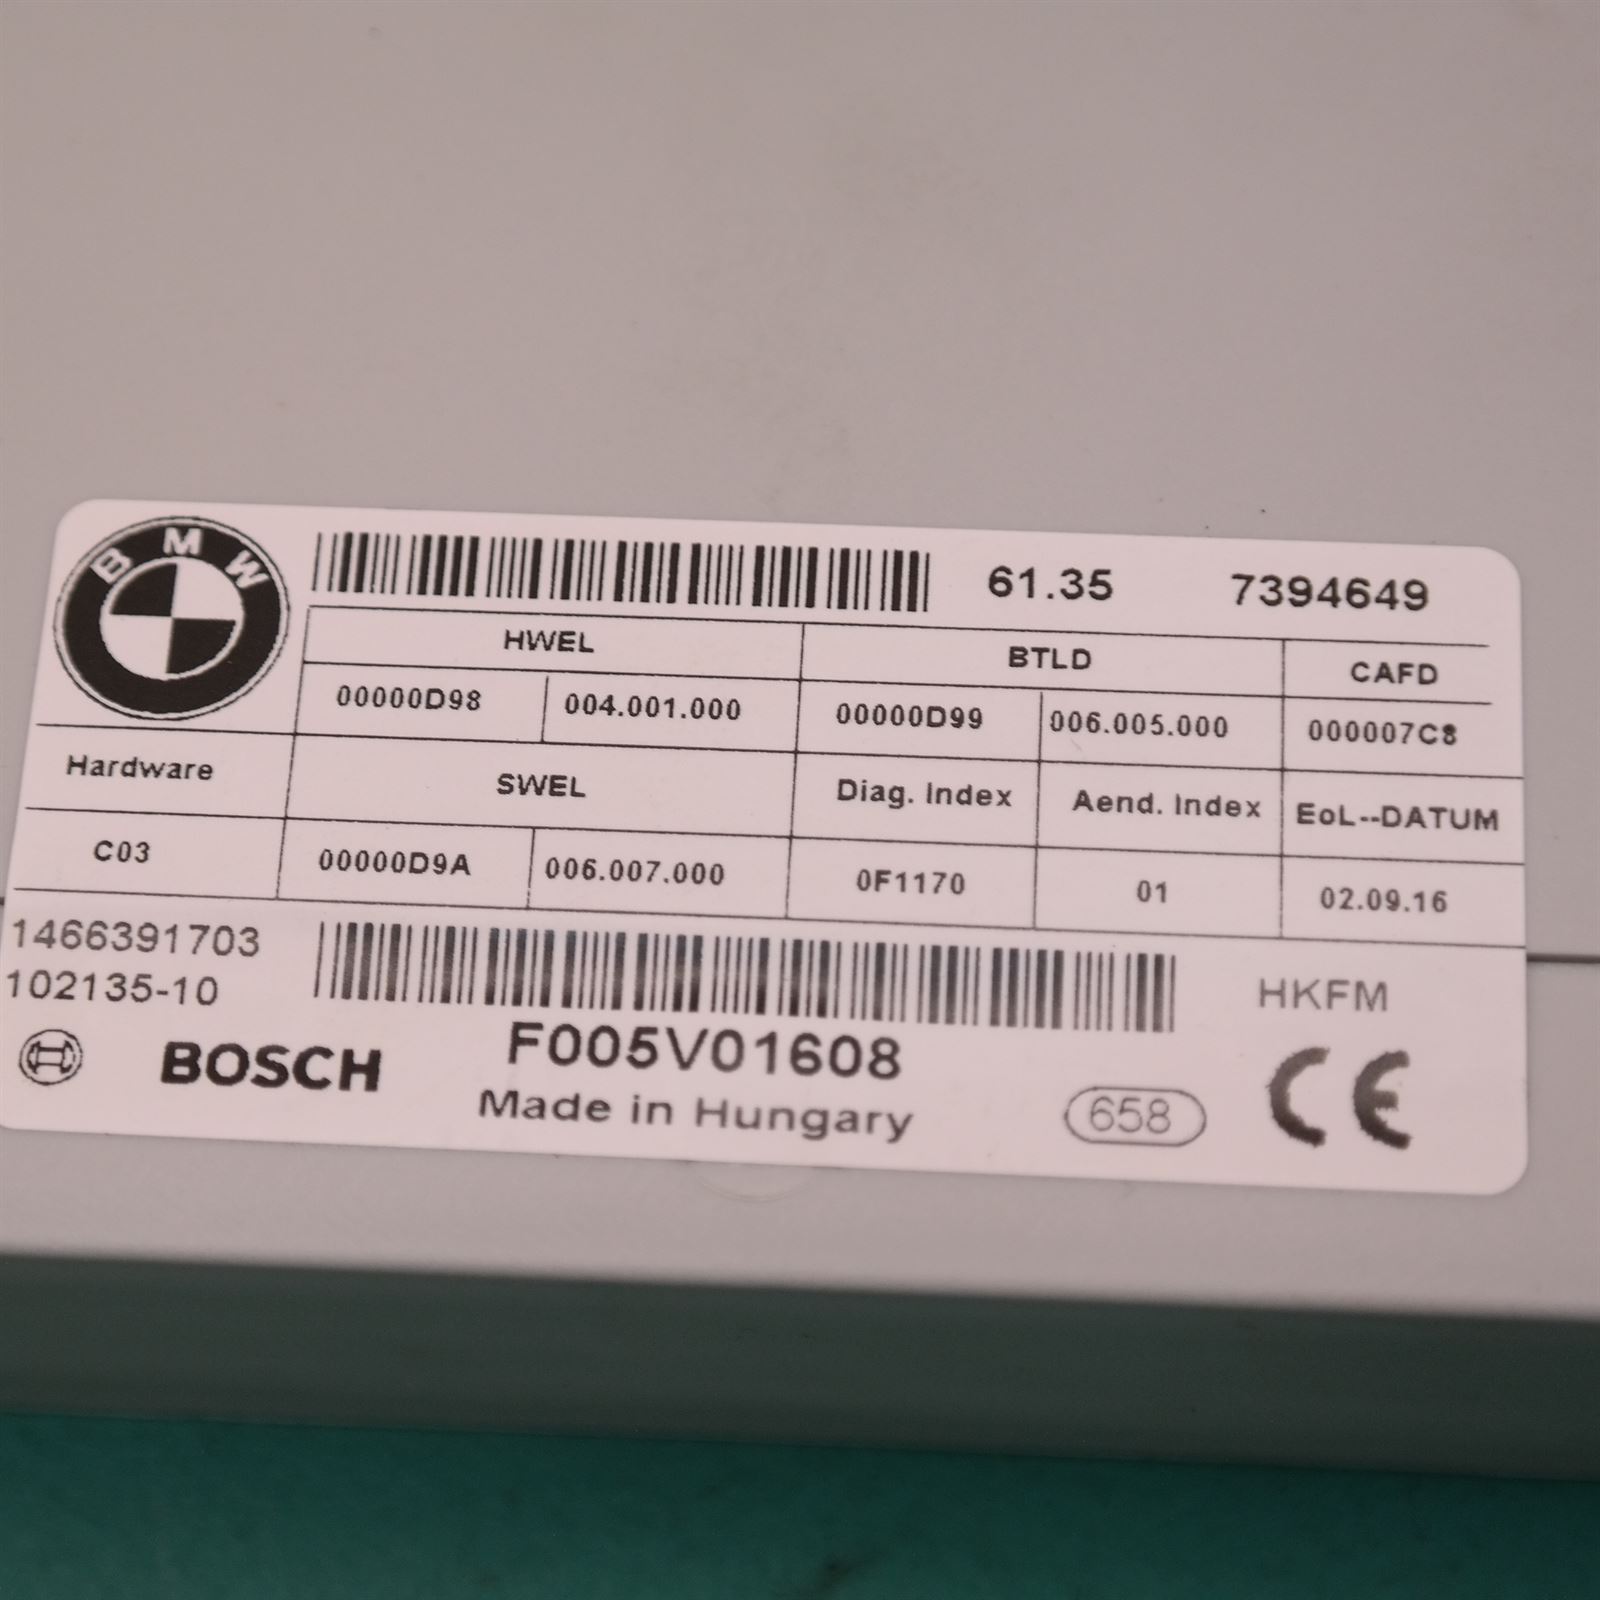 BMW
61.35 7394649
HWEL BTLD CAFD
00000D98 004.001.000 00000D99 006.005.000 000007C8
Hardware SWEL Diag. Index Aend. Index EoL--DATUM
C03 00000D9A 006.007.000 0F1170 01 02.09.16
1466391703
102135-10
HKFM
BOSCH
F005V01608
Made in Hungary
658
CE